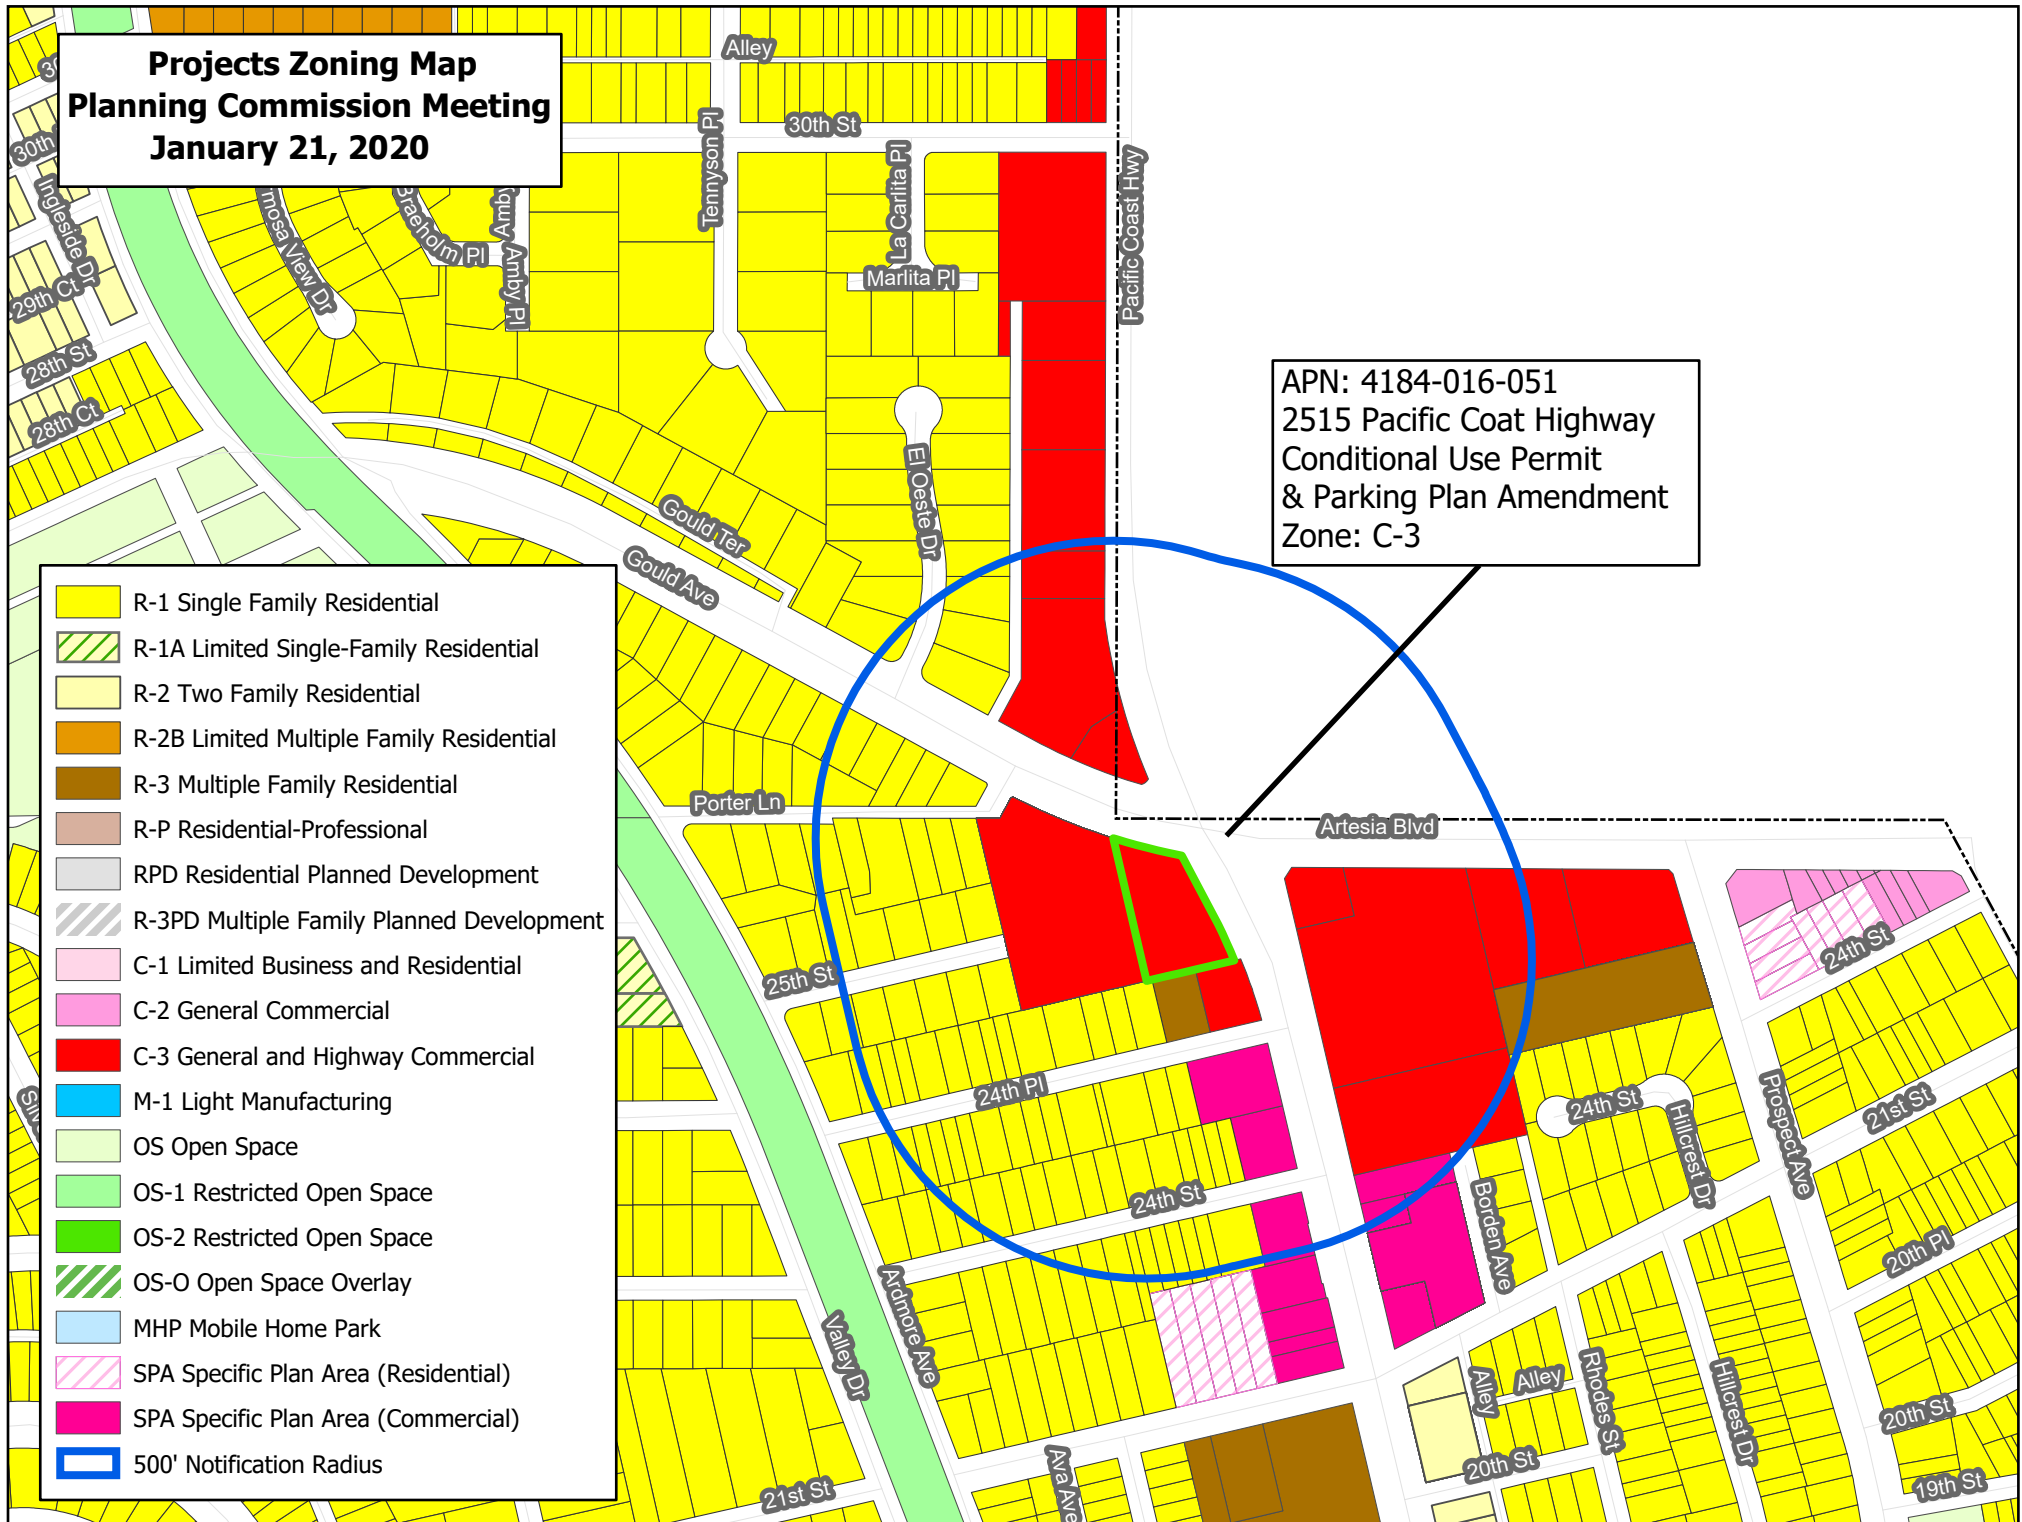 Projects Zoning Map
Planning Commission Meeting
January 21, 2020
Alley
30th St
30th
Tennyson Pl
La Carlita Pl
Marlita Pl
Pacific Coast Hwy
Ingleside Dr
mosa View Dr
Braeholm Pl
Amby Pl
29th Ct
28th St
28th Ct
El Oeste Dr
Gould Ter
Gould Ave
APN: 4184-016-051
2515 Pacific Coat Highway
Conditional Use Permit
& Parking Plan Amendment
Zone: C-3
R-1 Single Family Residential
R-1A Limited Single-Family Residential
R-2 Two Family Residential
R-2B Limited Multiple Family Residential
R-3 Multiple Family Residential
R-P Residential-Professional
RPD Residential Planned Development
R-3PD Multiple Family Planned Development
C-1 Limited Business and Residential
C-2 General Commercial
C-3 General and Highway Commercial
M-1 Light Manufacturing
OS Open Space
OS-1 Restricted Open Space
OS-2 Restricted Open Space
OS-O Open Space Overlay
MHP Mobile Home Park
SPA Specific Plan Area (Residential)
SPA Specific Plan Area (Commercial)
500' Notification Radius
Porter Ln
Artesia Blvd
25th St
24th St
24th Pl
24th St
24th St
Hillcrest Dr
Prospect Ave
21st St
Borden Ave
20th Pl
Ardmore Ave
Valley Dr
Alley
Alley
Rhodes St
Hillcrest Dr
20th St
20th St
19th St
Ava Ave
21st St